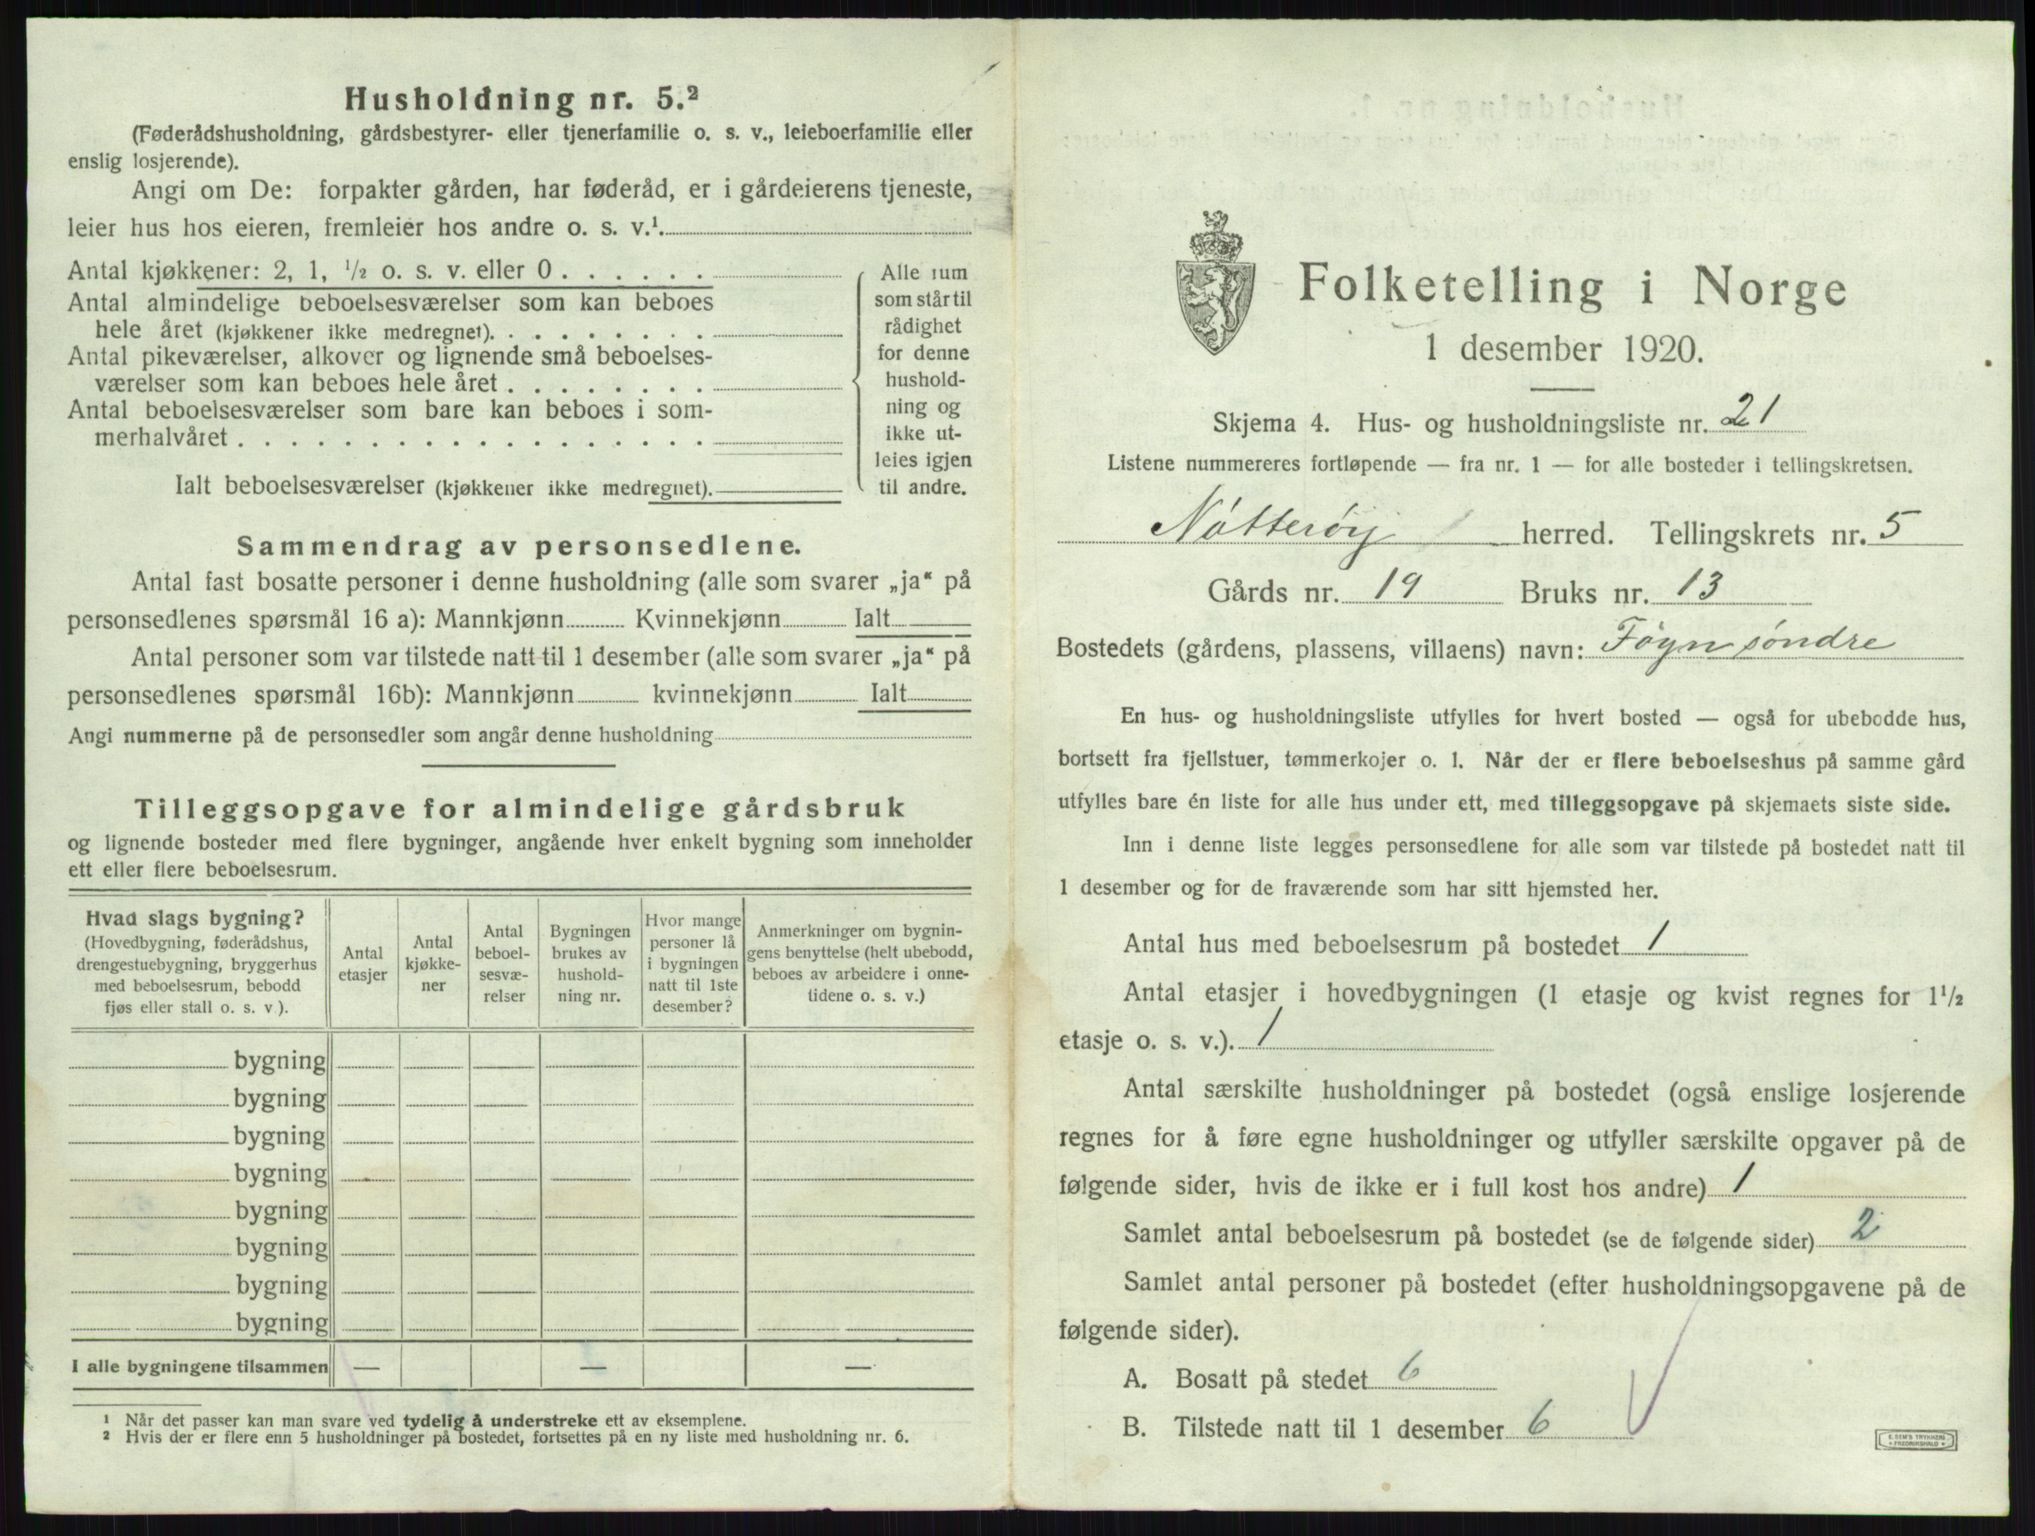 Husholdning nr. 5.²
(Føderådshusholdning, gårdsbestyrer- eller tjenerfamilie o. s. v., leieboerfamilie eller
enslig losjerende).
Angi om De: forpakter gården, har føderåd, er i gårdeierens tjeneste,
leier hus hos eieren, fremleier hos andre o. s. v.¹
Antal kjøkkener: 2, 1, ½ o. s. v. eller 0 . . . . . .
Antal almindelige beboelsesværelser som kan beboes
hele året (kjøkkener ikke medregnet). . . . . . . . .
Antal pikeværelser, alkover og lignende små beboelses-
værelser som kan beboes hele året . . . . . . . .
Antal beboelsesværelser som bare kan beboes i som-
merhalvåret . . . . . . . . . . . . . . . . . .
Ialt beboelsesværelser (kjøkkener ikke medregnet).
Alle rum
som står til
rådighet
for denne
hushold-
ning og
ikke ut-
leies igjen
til andre.
Sammendrag av personsedlene.
Antal fast bosatte personer i denne husholdning (alle som svarer „ja“ på
personsedlenes spørsmål 16 a): Mannkjønn Kvinnekjønn Ialt
Antal personer som var tilstede natt til 1 desember (alle som svarer „ja“ på
personsedlenes spørsmål 16b): Mannkjønn kvinnekjønn Ialt
Angi nummerne på de personsedler som angår denne husholdning
Tilleggsopgave for almindelige gårdsbruk
og lignende bosteder med flere bygninger, angående hver enkelt bygning som inneholder
ett eller flere beboelsesrum.
Hvad slags bygning?
(Hovedbygning, føderådshus,
drengestuebygning, bryggerhus
med beboelsesrum, bebodd
fjøs eller stall o. s. v.).
Antal
etasjer
Antal
kjøkke-
ner
Antal
beboel-
sesvæ-
relser
Bygningen
brukes av
hushold-
ning nr.
Hvor mange
personer lå
i bygningen
natt til 1ste
desember?
Anmerkninger om bygnin-
gens benyttelse (helt ubebodd,
beboes av arbeidere i onne-
tidene o. s. v.)
bygning
bygning
bygning
bygning
bygning
bygning
bygning
bygning
I alle bygningene tilsammen — — —
¹ Når det passer kan man svare ved tydelig å understreke ett av eksemplene.
² Hvis der er flere enn 5 husholdninger på bostedet, fortsettes på en ny liste med husholdning nr. 6.
Folketelling i Norge
1 desember 1920.
Skjema 4. Hus- og husholdningsliste nr. 21
Listene nummereres fortløpende — fra nr. 1 — for alle bosteder i tellingskretsen.
Nøtterøy herred. Tellingskrets nr. 5
Gårds nr. 19 Bruks nr. 13
Bostedets (gårdens, plassens, villaens) navn: Føyn søndre
En hus- og husholdningsliste utfylles for hvert bosted — også for ubebodde hus,
bortsett fra fjellstuer, tømmerkojer o. l. Når der er flere beboelseshus på samme gård
utfylles bare én liste for alle hus under ett, med tilleggsopgave på skjemaets siste side.
Inn i denne liste legges personsedlene for alle som var tilstede på bostedet natt til
1 desember og for de fraværende som har sitt hjemsted her.
Antal hus med beboelsesrum på bostedet 1
Antal etasjer i hovedbygningen (1 etasje og kvist regnes for 1½
etasje o. s. v.). 1
Antal særskilte husholdninger på bostedet (også enslige losjerende
regnes for å føre egne husholdninger og utfyller særskilte opgaver på de
følgende sider, hvis de ikke er i full kost hos andre) 1
Samlet antal beboelsesrum på bostedet (se de følgende sider) 2
Samlet antal personer på bostedet (efter husholdningsopgavene på de
følgende sider).
A. Bosatt på stedet 6
B. Tilstede natt til 1 desember 6
E. SEM'S TRYKKERI
FREDRIKSHALD